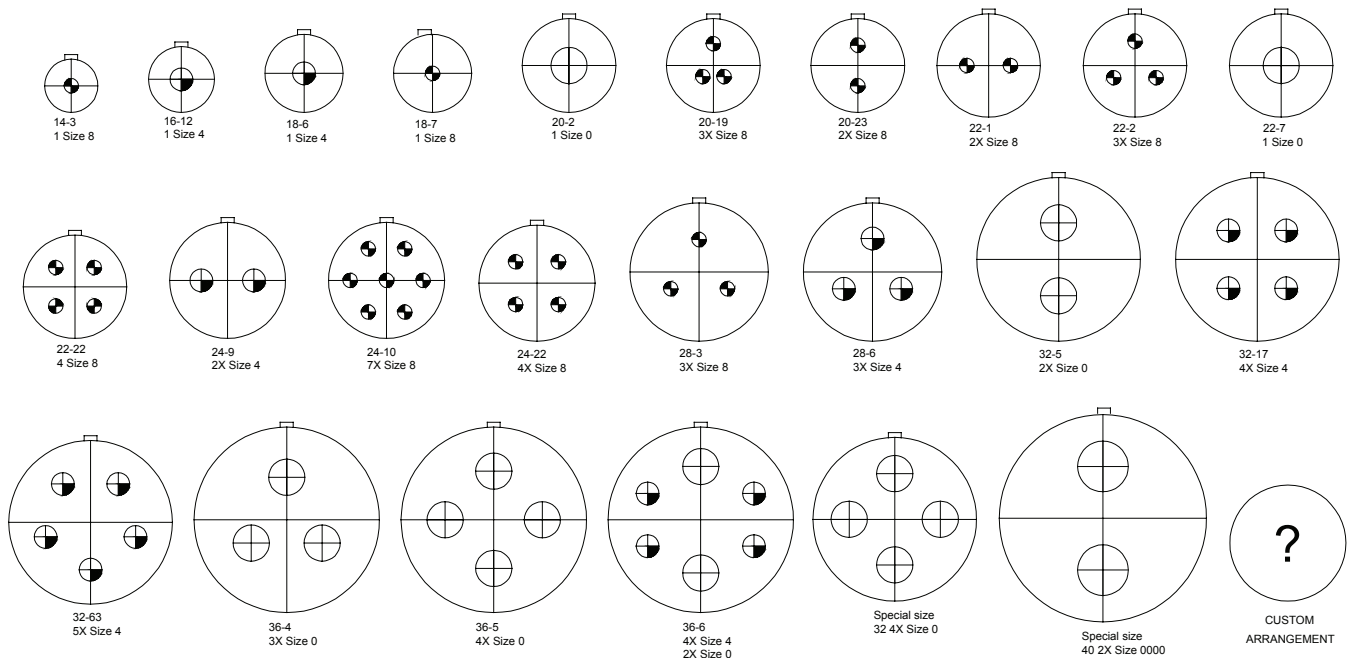 14-3
1 Size 8
16-12
1 Size 4
18-6
1 Size 4
18-7
1 Size 8
20-2
1 Size 0
20-19
3X Size 8
20-23
2X Size 8
22-1
2X Size 8
22-2
3X Size 8
22-7
1 Size 0
22-22
4 Size 8
24-9
2X Size 4
24-10
7X Size 8
24-22
4X Size 8
28-3
3X Size 8
28-6
3X Size 4
32-5
2X Size 0
32-17
4X Size 4
32-63
5X Size 4
36-4
3X Size 0
36-5
4X Size 0
36-6
4X Size 4
2X Size 0
Special size
32 4X Size 0
Special size
40 2X Size 0000
?
CUSTOM
ARRANGEMENT